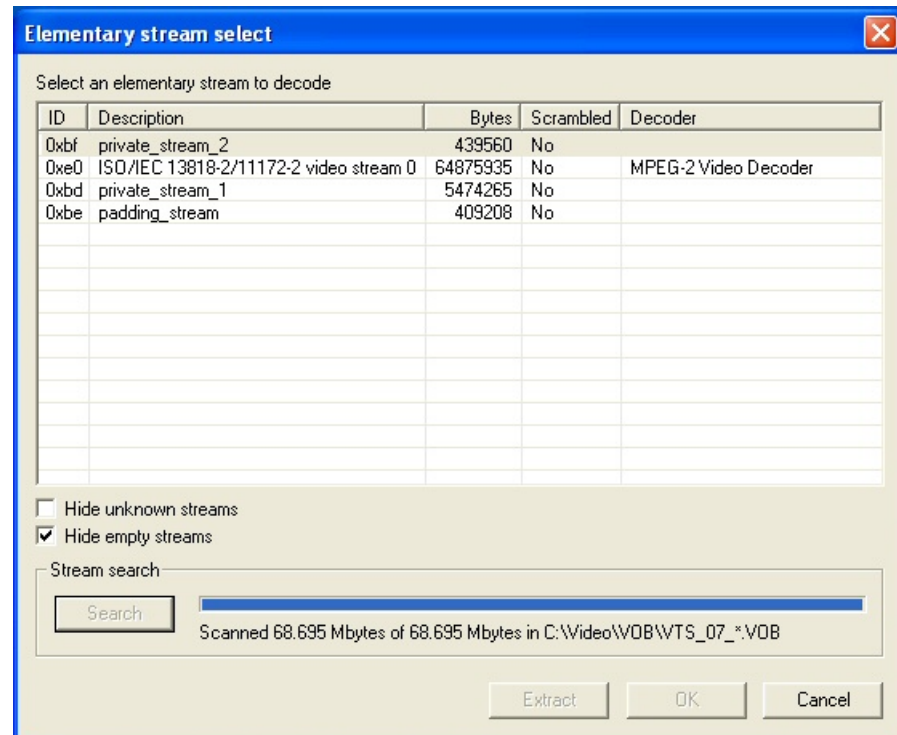 Elementary stream select
Select an elementary stream to decode
ID Description Bytes Scrambled Decoder
0xbf private_stream_2 439560 No
0xe0 ISO/IEC 13818-2/11172-2 video stream 0 64875935 No MPEG-2 Video Decoder
0xbd private_stream_1 5474265 No
0xbe padding_stream 409208 No
Hide unknown streams
Hide empty streams
Stream search
Search
Scanned 68.695 Mbytes of 68.695 Mbytes in C:\Video\VOB\VTS_07_*.VOB
Extract OK Cancel